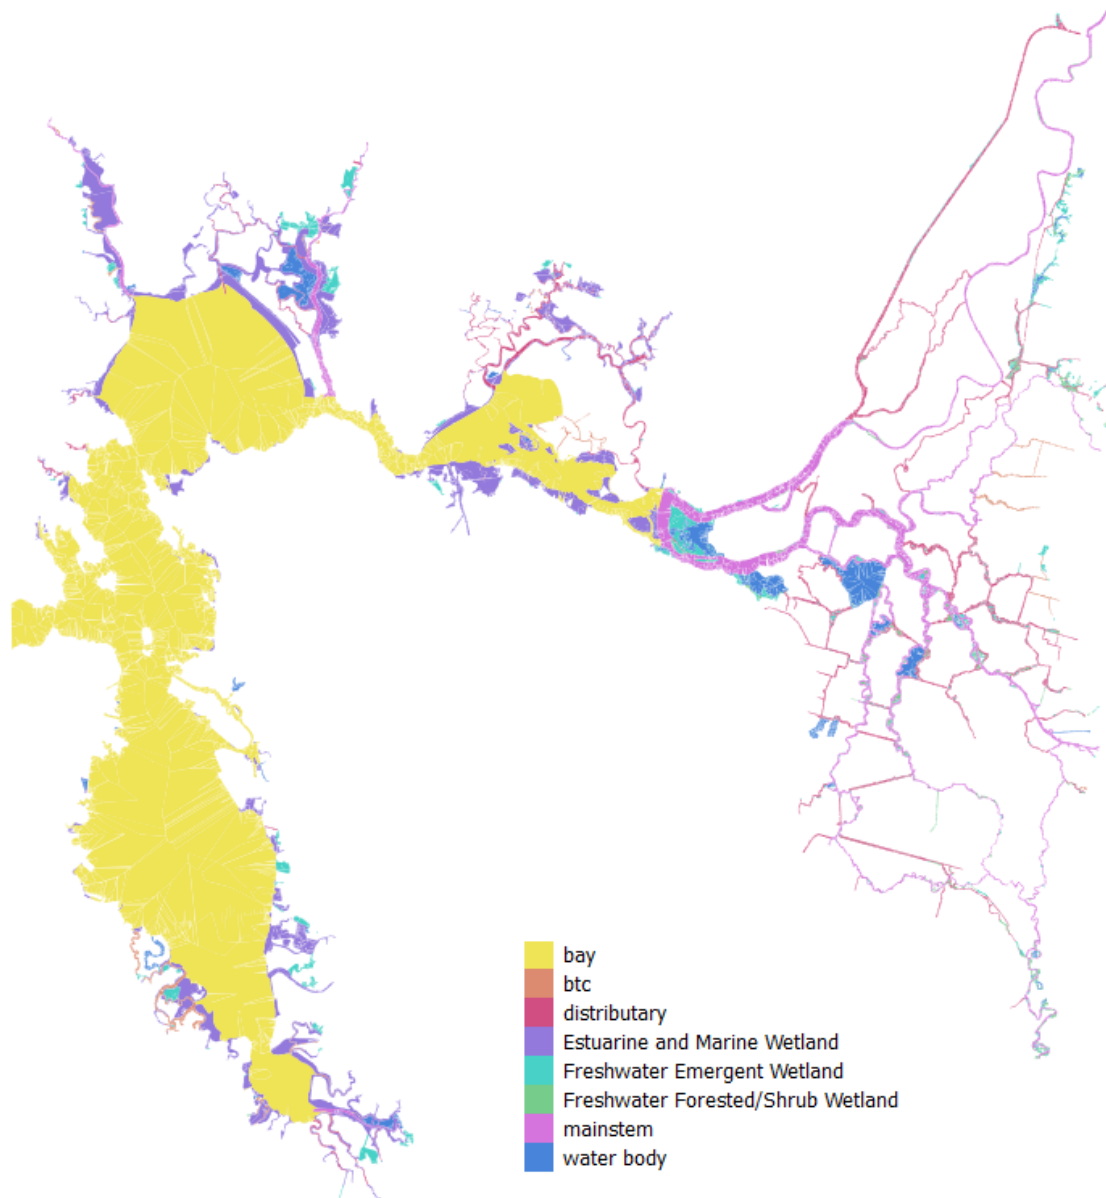 bay
btc
distributary
Estuarine and Marine Wetland
Freshwater Emergent Wetland
Freshwater Forested/Shrub Wetland
mainstem
water body